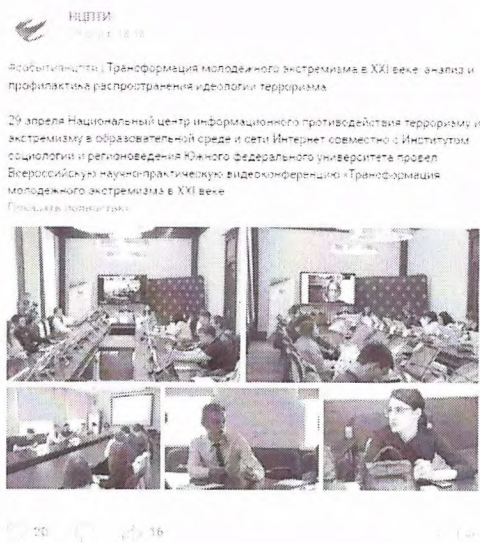 НЦПТИ
#событиянцпти | Трансформация молодежного экстремизма в XXI веке: анализ и
профилактика распространения идеологии терроризма
29 апреля Национальный центр информационного противодействия терроризму и
экстремизму в образовательной среде и сети Интернет совместно с Институтом
социологии и регионоведения Южного федерального университета провел
Всероссийскую научно-практическую видеоконференцию «Трансформация
молодежного экстремизма в XXI веке
Показать полностью
20 16